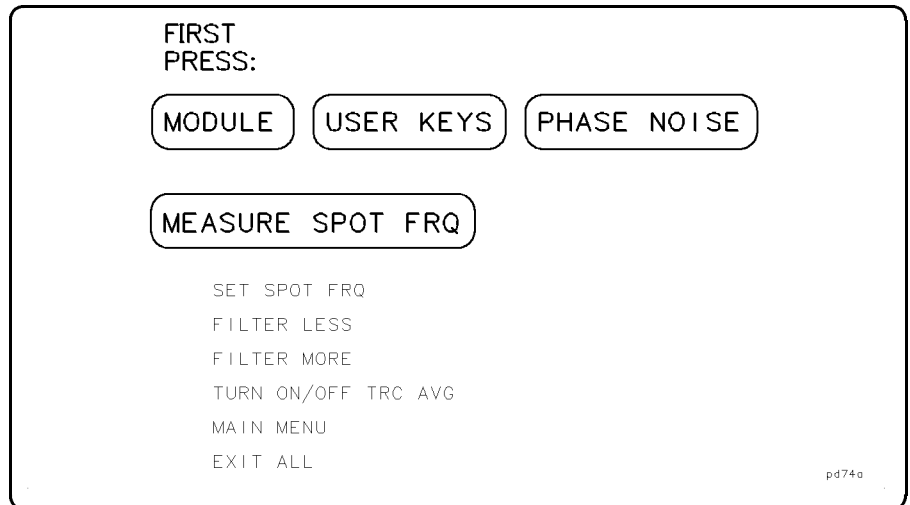 FIRST
PRESS:
MODULE USER KEYS PHASE NOISE
MEASURE SPOT FRQ
SET SPOT FRQ
FILTER LESS
FILTER MORE
TURN ON/OFF TRC AVG
MAIN MENU
EXIT ALL
pd74a